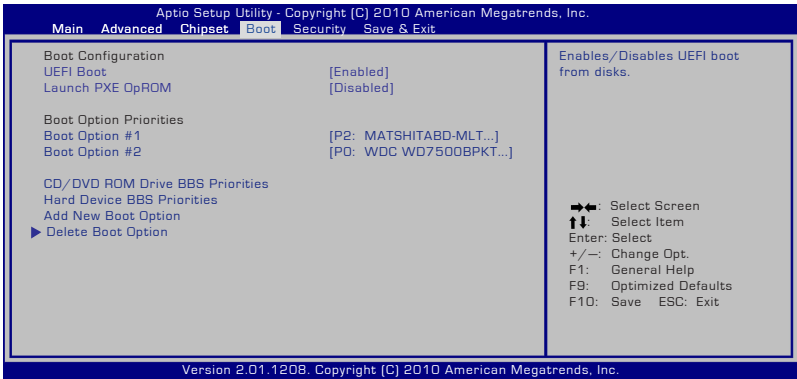 Aptio Setup Utility - Copyright (C) 2010 American Megatrends, Inc.
Main Advanced Chipset Boot Security Save & Exit
Boot Configuration
UEFI Boot [Enabled]
Launch PXE OpROM [Disabled]
Boot Option Priorities
Boot Option #1 [P2: MATSHITABD-MLT...]
Boot Option #2 [P0: WDC WD7500BPKT...]
CD/DVD ROM Drive BBS Priorities
Hard Device BBS Priorities
Add New Boot Option
Delete Boot Option
Enables/Disables UEFI boot
from disks.
→←: Select Screen
↑↓: Select Item
Enter: Select
+/—: Change Opt.
F1: General Help
F9: Optimized Defaults
F10: Save ESC: Exit
Version 2.01.1208. Copyright (C) 2010 American Megatrends, Inc.